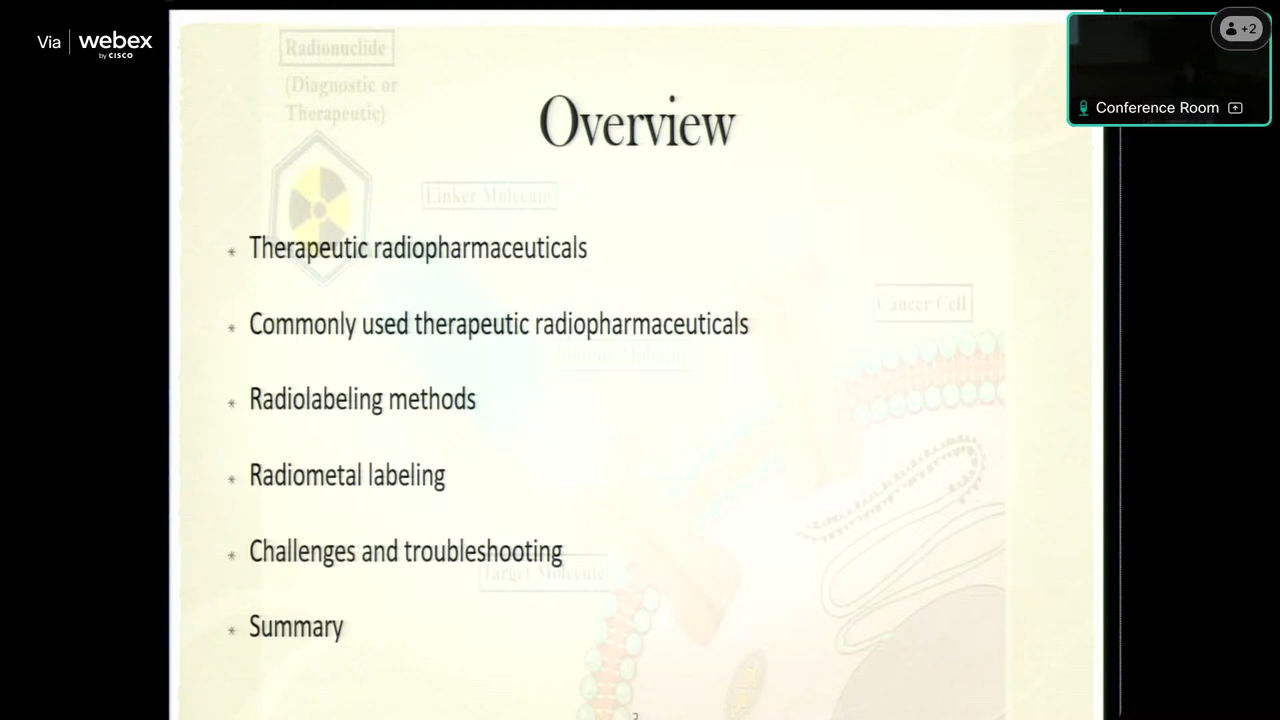 Via webex
by CISCO
+2
Conference Room
Radionuclide
(Diagnostic or
Therapeutic)
Overview
Linker Molecule
* Therapeutic radiopharmaceuticals
Cancer Cell
* Commonly used therapeutic radiopharmaceuticals
* Radiolabeling methods
* Radiometal labeling
* Challenges and troubleshooting
Target Molecule
* Summary
3